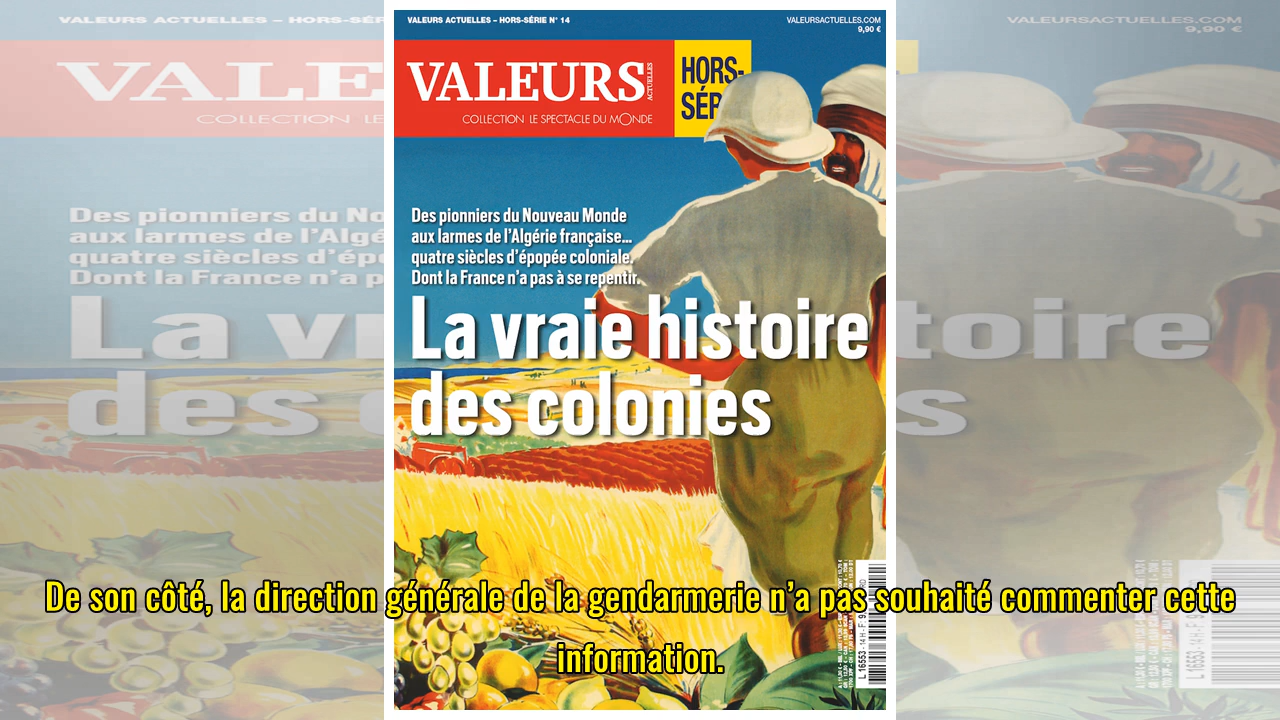 VALEURS ACTUELLES – HORS-SÉRIE N° 14
VALEURSACTUELLES.COM
9,90 €
VALEURS
ACTUELLES
HORS-
SÉR
COLLECTION LE SPECTACLE DU MONDE
Des pionniers du Nouveau Monde
aux larmes de l'Algérie française...
quatre siècles d'épopée coloniale.
Dont la France n'a pas à se repentir.
La vraie histoire
des colonies
De son côté, la direction générale de la gendarmerie n'a pas souhaité commenter cette
information.